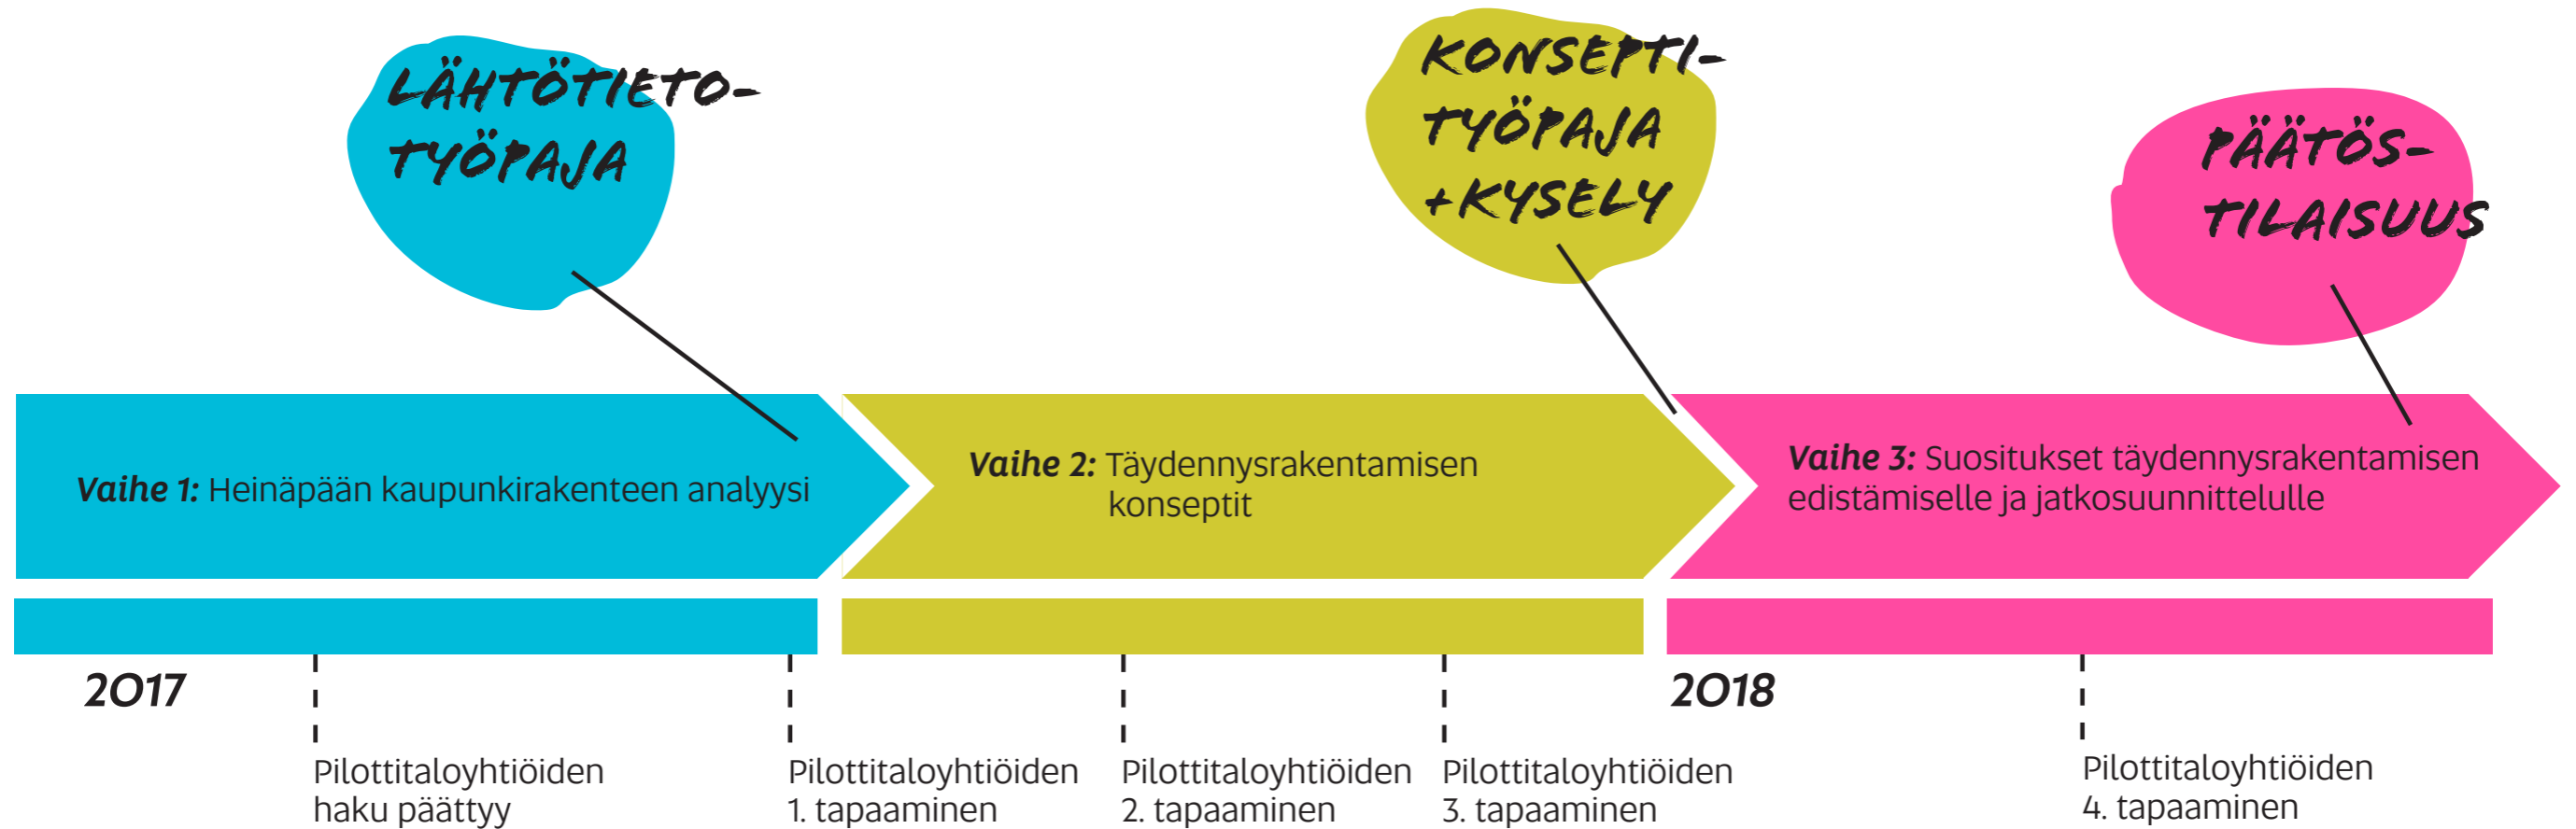 LÄHTÖTIETO-
TYÖPAJA
KONSEPTI-
TYÖPAJA
+KYSELY
PÄÄTÖS-
TILAISUUS
Vaihe 1: Heinäpään kaupunkirakenteen analyysi
Vaihe 2: Täydennysrakentamisen
konseptit
Vaihe 3: Suositukset täydennysrakentamisen
edistämiselle ja jatkosuunnittelulle
2017
2018
Pilottitaloyhtiöiden
haku päättyy
Pilottitaloyhtiöiden
1. tapaaminen
Pilottitaloyhtiöiden
2. tapaaminen
Pilottitaloyhtiöiden
3. tapaaminen
Pilottitaloyhtiöiden
4. tapaaminen